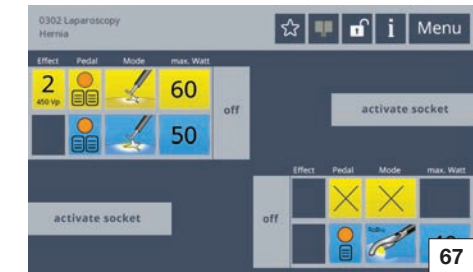 0302 Laparoscopy
Hernia
i Menu
Effect Pedal Mode max. Watt
2
450 Vp
60
off
50
activate socket
Effect Pedal Mode max. Watt
activate socket
off
RoBi
67